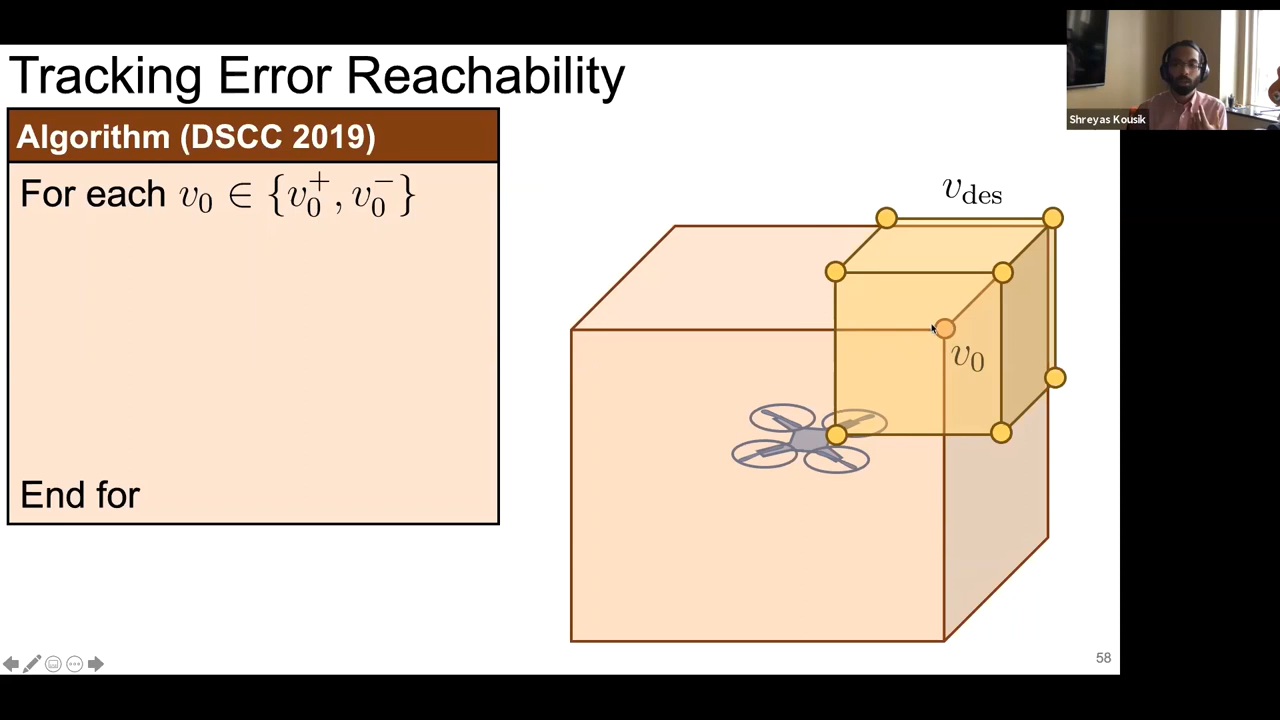 Tracking Error Reachability
Algorithm (DSCC 2019)
For each v₀ ∈ {v₀⁺, v₀⁻}
End for
v_des
v₀
58
Shreyas Kousik